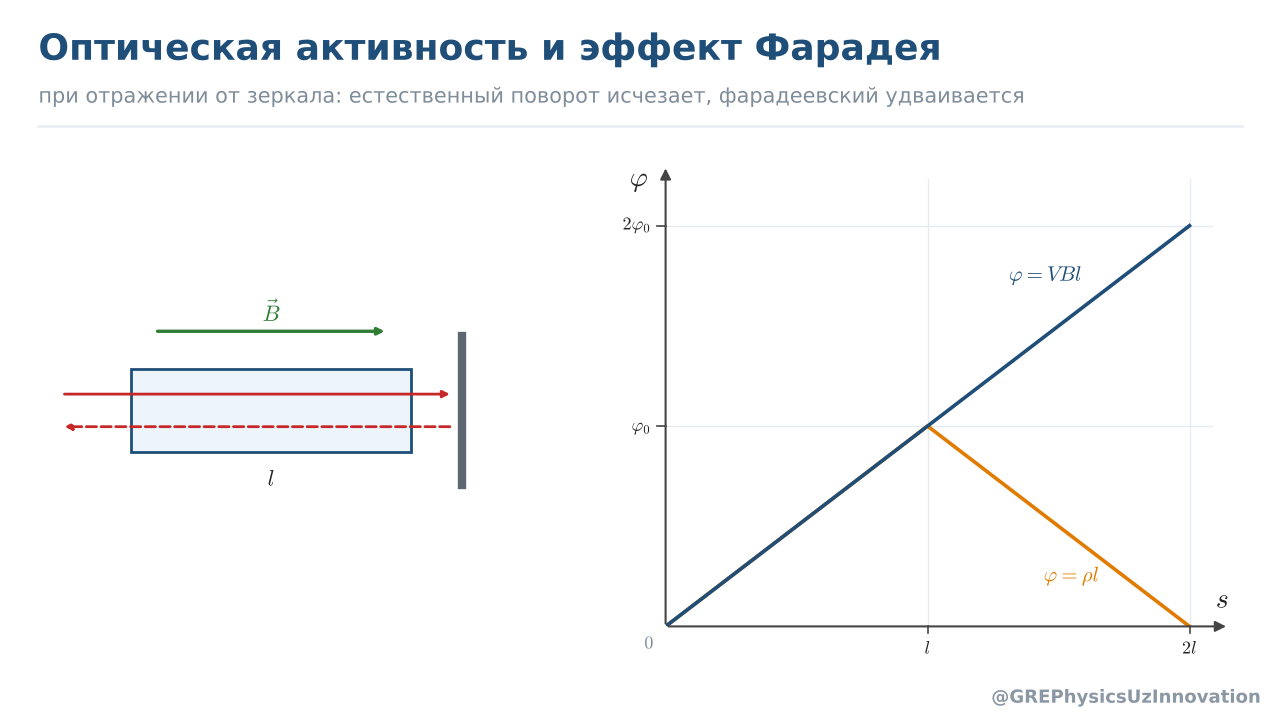 Оптическая активность и эффект Фарадея
при отражении от зеркала: естественный поворот исчезает, фарадеевский удваивается
φ
2φ₀
φ = VBl
B⃗
φ₀
l
φ = ρl
s
0
l
2l
@GREPhysicsUzInnovation